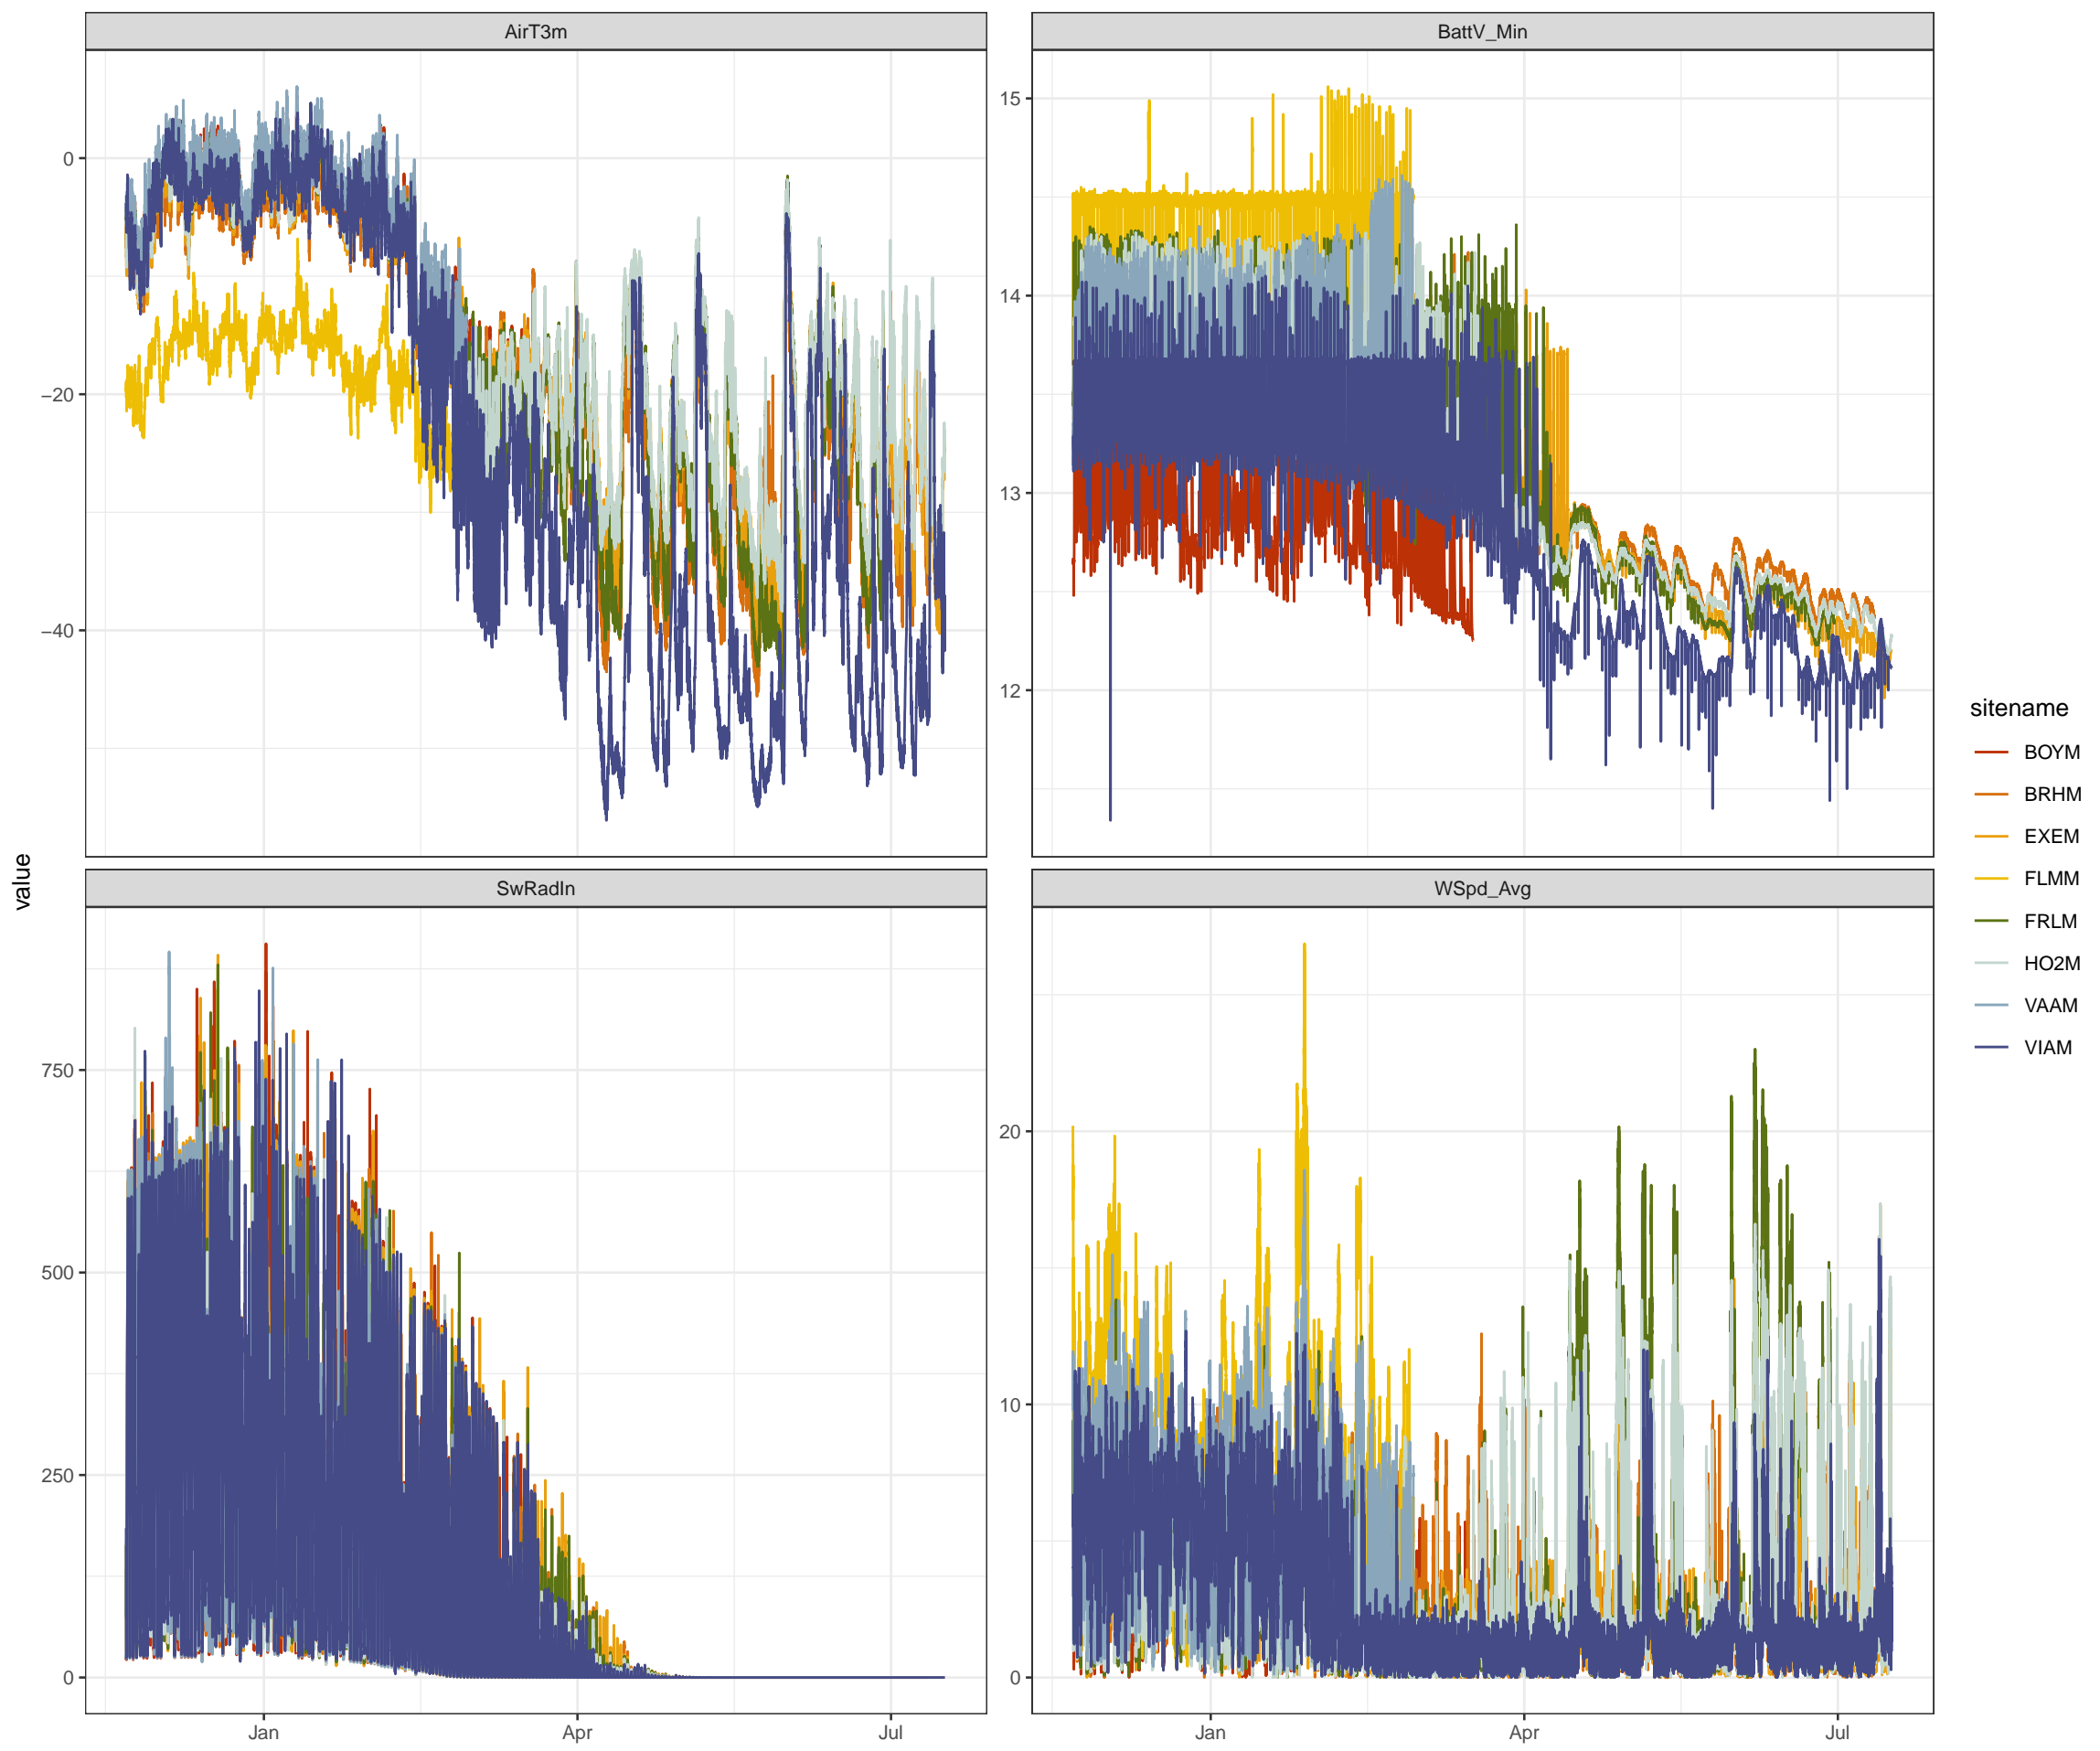 AirT3m
BattV_Min
0
−20
−40
15
14
13
12
SwRadIn
WSpd_Avg
750
500
250
0
20
10
0
Jan
Apr
Jul
Jan
Apr
Jul
value
sitename
BOYM
BRHM
EXEM
FLMM
FRLM
HO2M
VAAM
VIAM